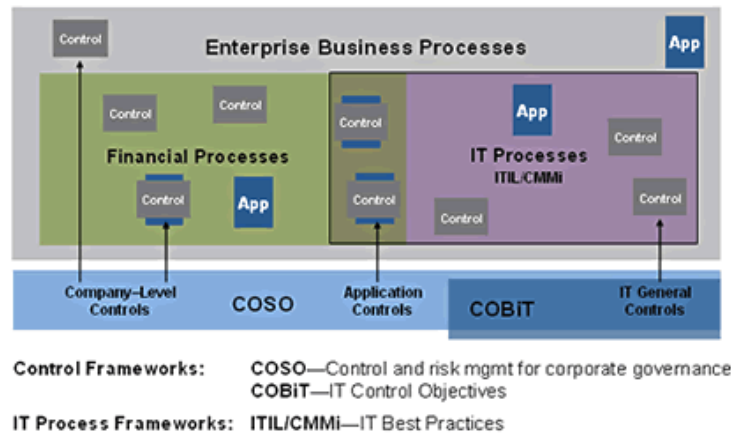 Control
Enterprise Business Processes
App
Control
Control
Control
App
Control
Financial Processes
IT Processes
ITIL/CMMi
Control
App
Control
Control
Control
Company–Level
Controls
COSO
Application
Controls
COBiT
IT General
Controls
Control Frameworks: COSO—Control and risk mgmt for corporate governance
COBiT—IT Control Objectives
IT Process Frameworks: ITIL/CMMi—IT Best Practices